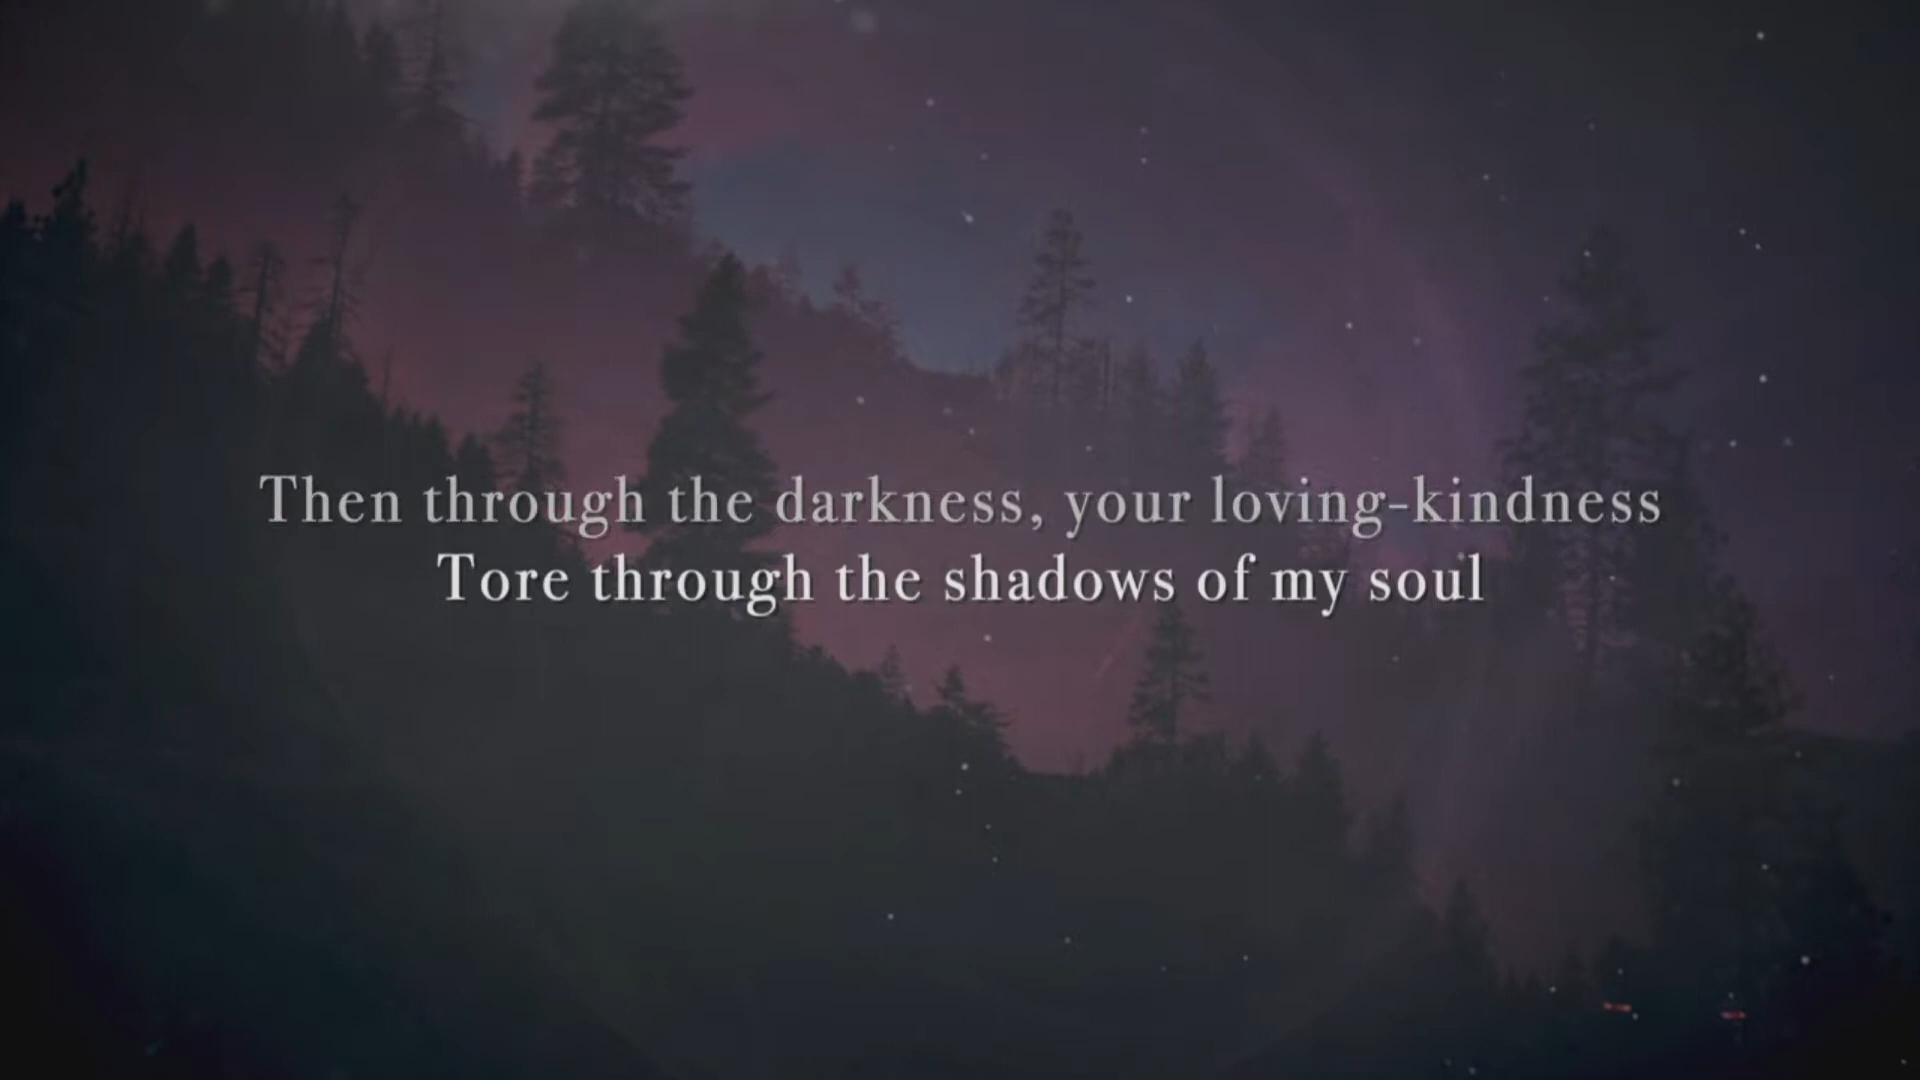 Then through the darkness, your loving-kindness
Tore through the shadows of my soul